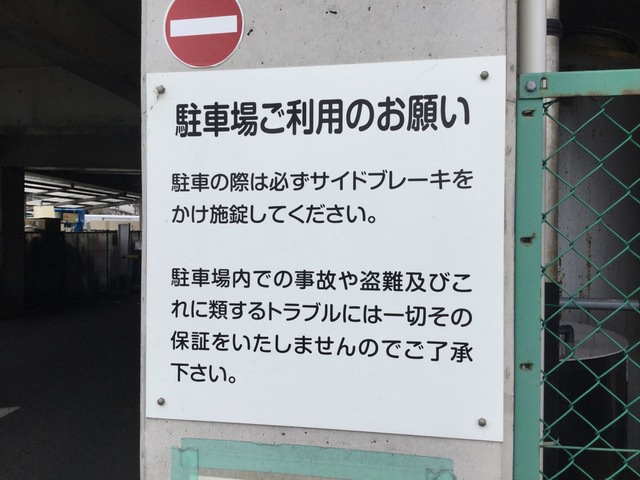 駐車場ご利用のお願い
駐車の際は必ずサイドブレーキを
かけ施錠してください。
駐車場内での事故や盗難及びこ
れに類するトラブルには一切その
保証をいたしませんのでご了承
下さい。